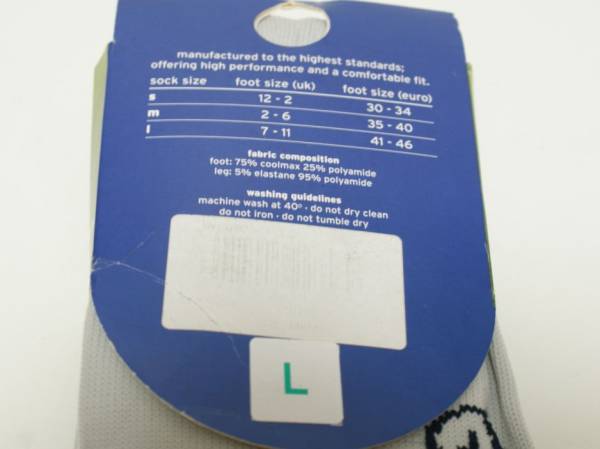 manufactured to the highest standards;
offering high performance and a comfortable fit.
sock size foot size (uk) foot size (euro)
s 12 - 2 30 - 34
m 2 - 6 35 - 40
l 7 - 11 41 - 46
fabric composition
foot: 75% coolmax 25% polyamide
leg: 5% elastane 95% polyamide
washing guidelines
machine wash at 40° · do not dry clean
do not iron · do not tumble dry
L